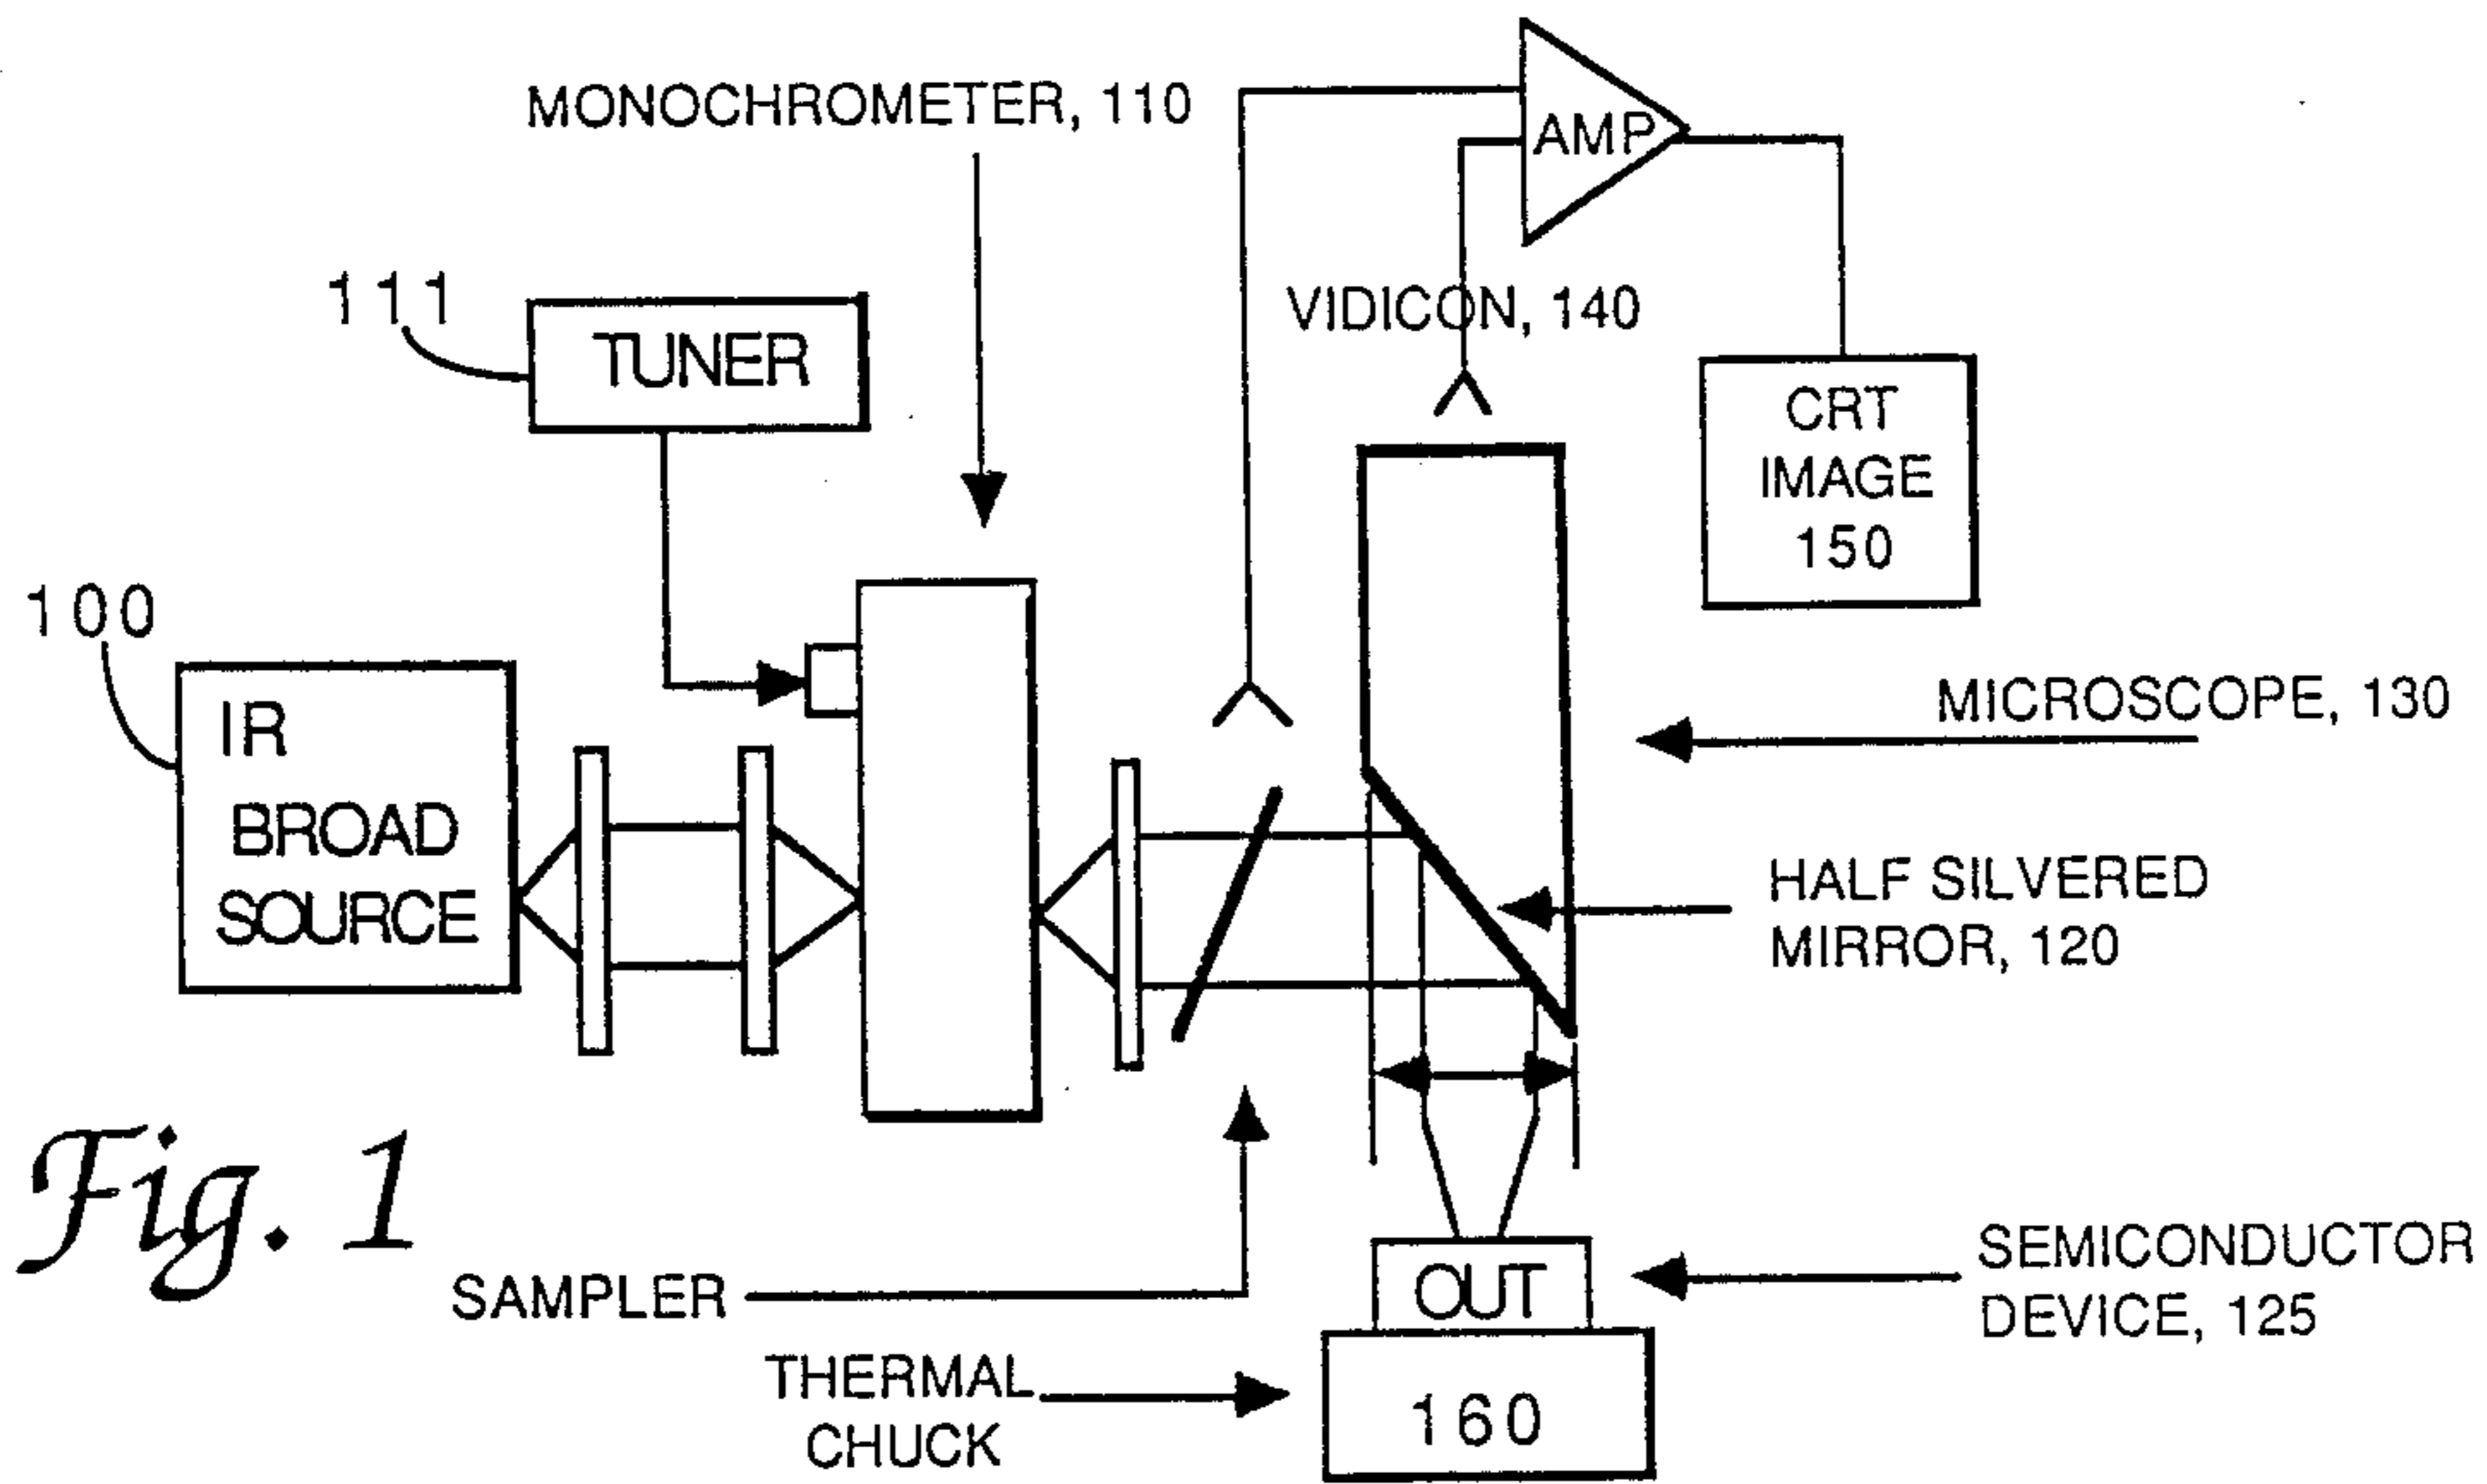 MONOCHROMETER, 110
AMP
111
TUNER
VIDICON, 140
CRT
IMAGE
150
100
IR
BROAD
SOURCE
MICROSCOPE, 130
HALF SILVERED
MIRROR, 120
Fig. 1
SAMPLER
OUT
SEMICONDUCTOR
DEVICE, 125
THERMAL
CHUCK
160